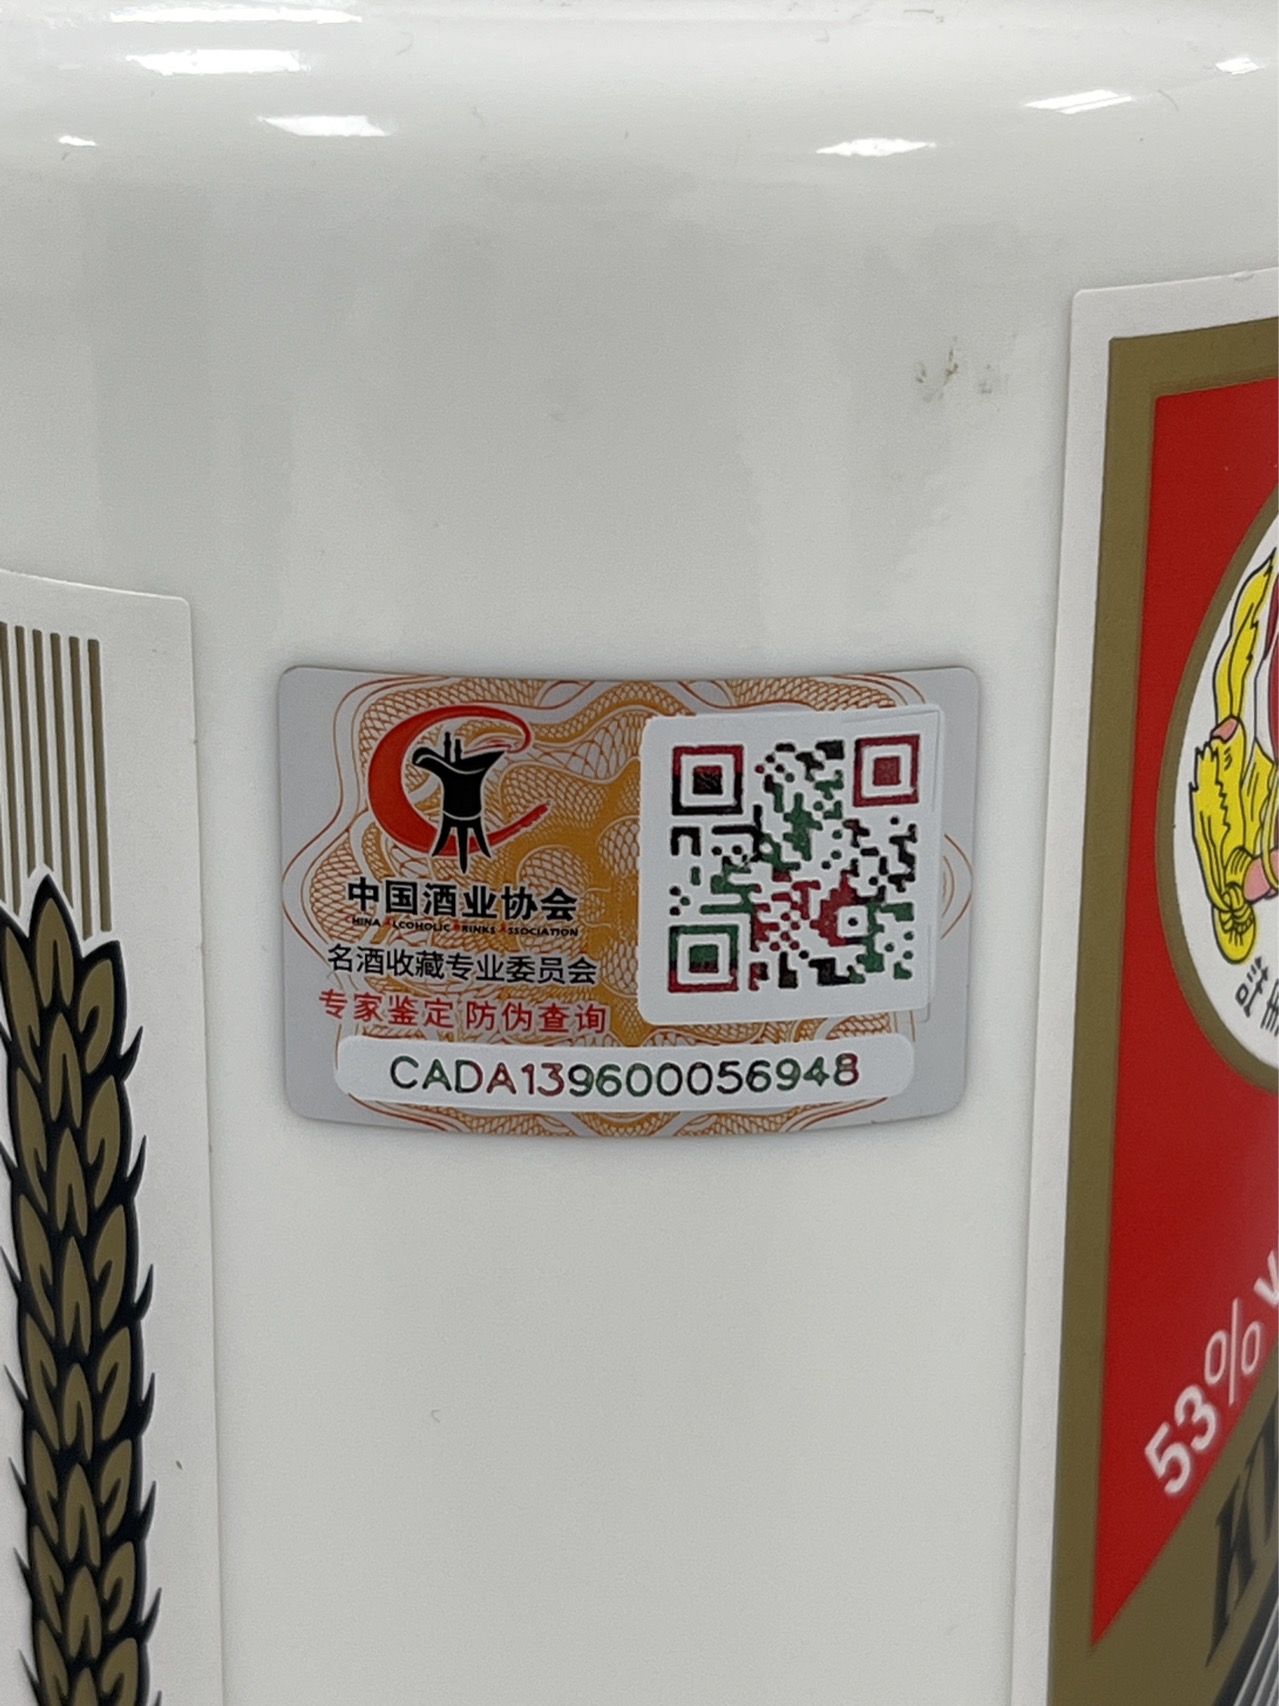 中国酒业协会
CHINA ALCOHOLIC DRINKS ASSOCIATION
名酒收藏专业委员会
专家鉴定 防伪查询
CADA139600056948
53%